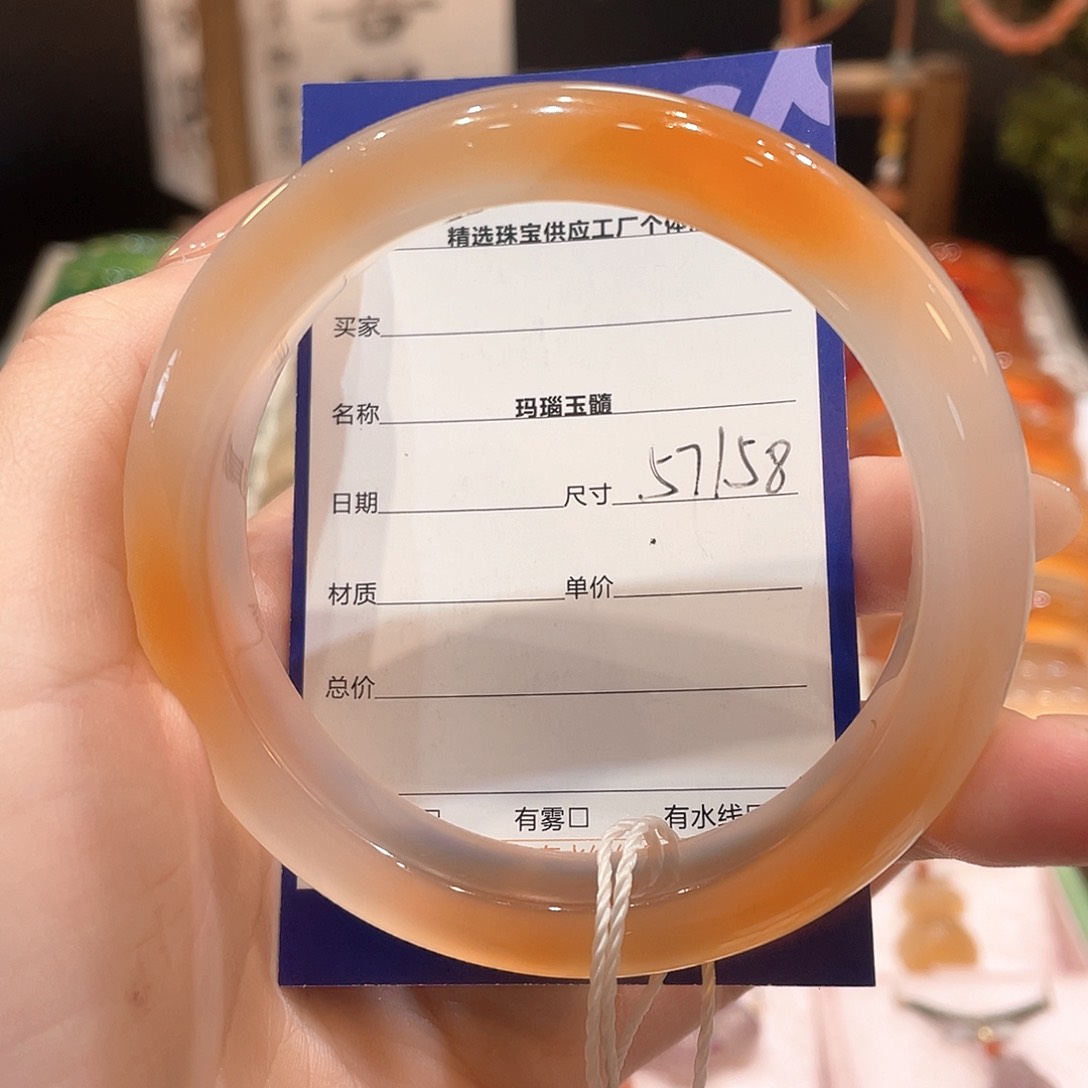 精选珠宝供应工厂个体
买家
名称 玛瑙玉髓
日期 尺寸 57/58
材质 单价
总价
有雾□ 有水线□